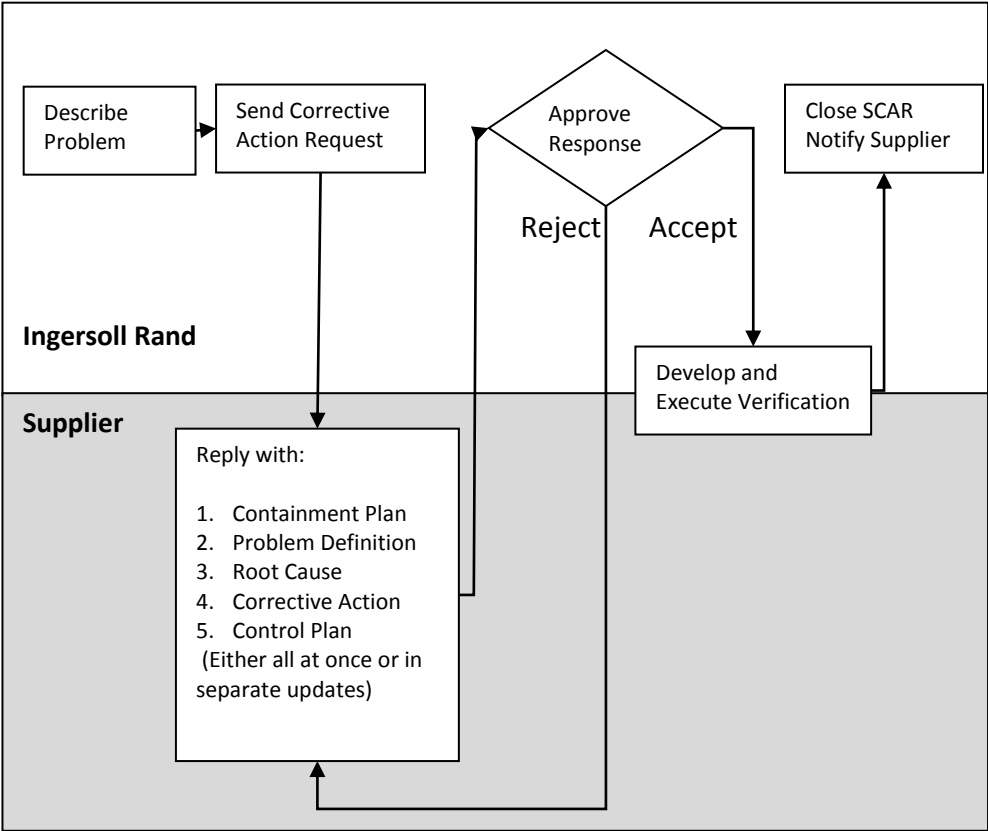 Describe
Problem
Send Corrective
Action Request
Approve
Response
Close SCAR
Notify Supplier
Reject
Accept
Ingersoll Rand
Develop and
Execute Verification
Supplier
Reply with:
1. Containment Plan
2. Problem Definition
3. Root Cause
4. Corrective Action
5. Control Plan
(Either all at once or in
separate updates)